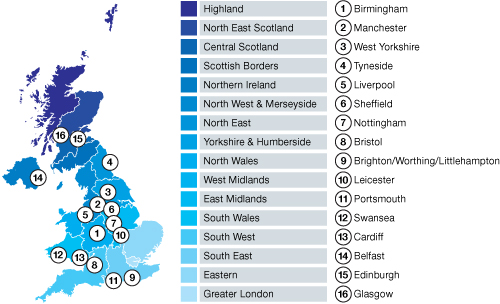 Highland
North East Scotland
Central Scotland
Scottish Borders
Northern Ireland
North West & Merseyside
North East
Yorkshire & Humberside
North Wales
West Midlands
East Midlands
South Wales
South West
South East
Eastern
Greater London
1 Birmingham
2 Manchester
3 West Yorkshire
4 Tyneside
5 Liverpool
6 Sheffield
7 Nottingham
8 Bristol
9 Brighton/Worthing/Littlehampton
10 Leicester
11 Portsmouth
12 Swansea
13 Cardiff
14 Belfast
15 Edinburgh
16 Glasgow
16
15
4
14
3
2
6
5
7
1
10
12
13
8
11
9